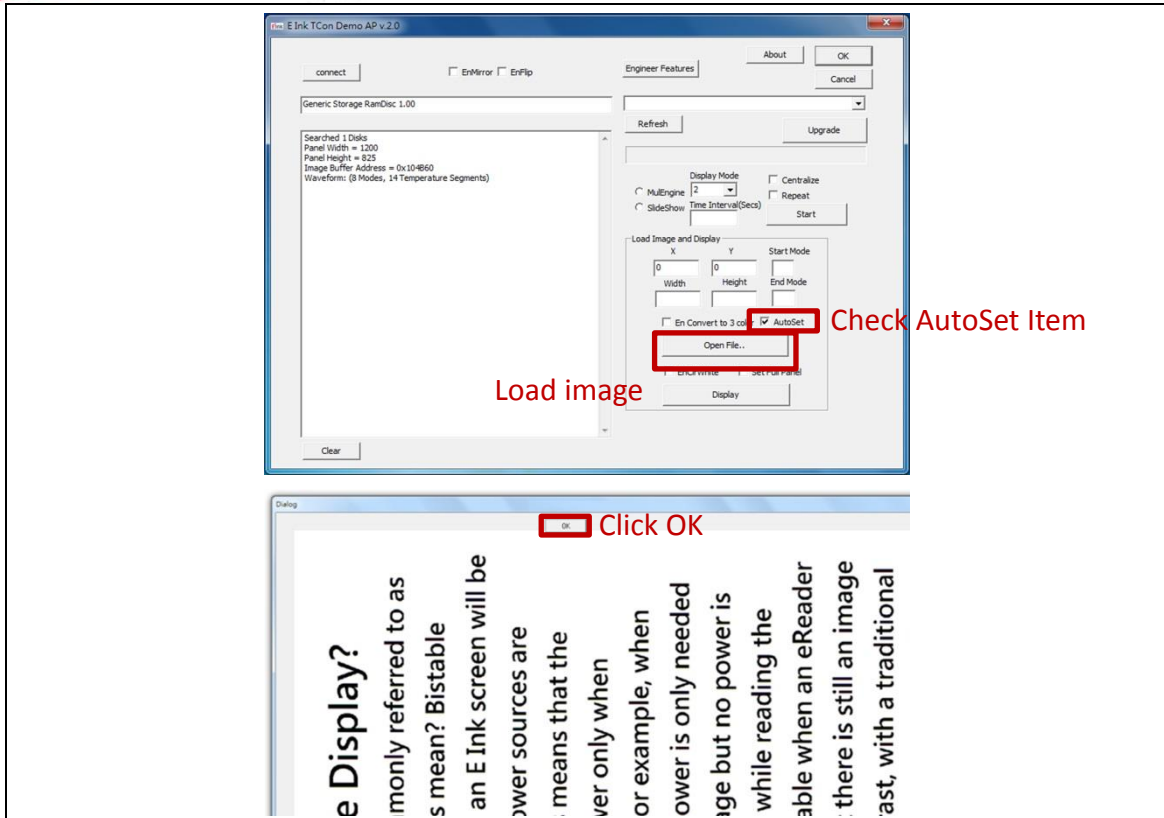 E Ink TCon Demo AP v.2.0
About
OK
connect
EnMirror
EnFlip
Engineer Features
Cancel
Generic Storage RamDisc 1.00
Refresh
Upgrade
Searched 1 Disks
Panel Width = 1200
Panel Height = 825
Image Buffer Address = 0x104B60
Waveform: (8 Modes, 14 Temperature Segments)
Display Mode
MulEngine
2
Centralize
Repeat
SlideShow
Time Interval(Secs)
Start
Load Image and Display
X
Y
Start Mode
0
0
Width
Height
End Mode
En Convert to 3 color
AutoSet
Check AutoSet Item
Open File..
Load image
Display
Clear
Dialog
OK
Click OK
e Display?
monly referred to as
s mean? Bistable
an E Ink screen will be
ower sources are
means that the
ver only when
or example, when
ower is only needed
age but no power is
while reading the
able when an eReader
there is still an image
rast, with a traditional